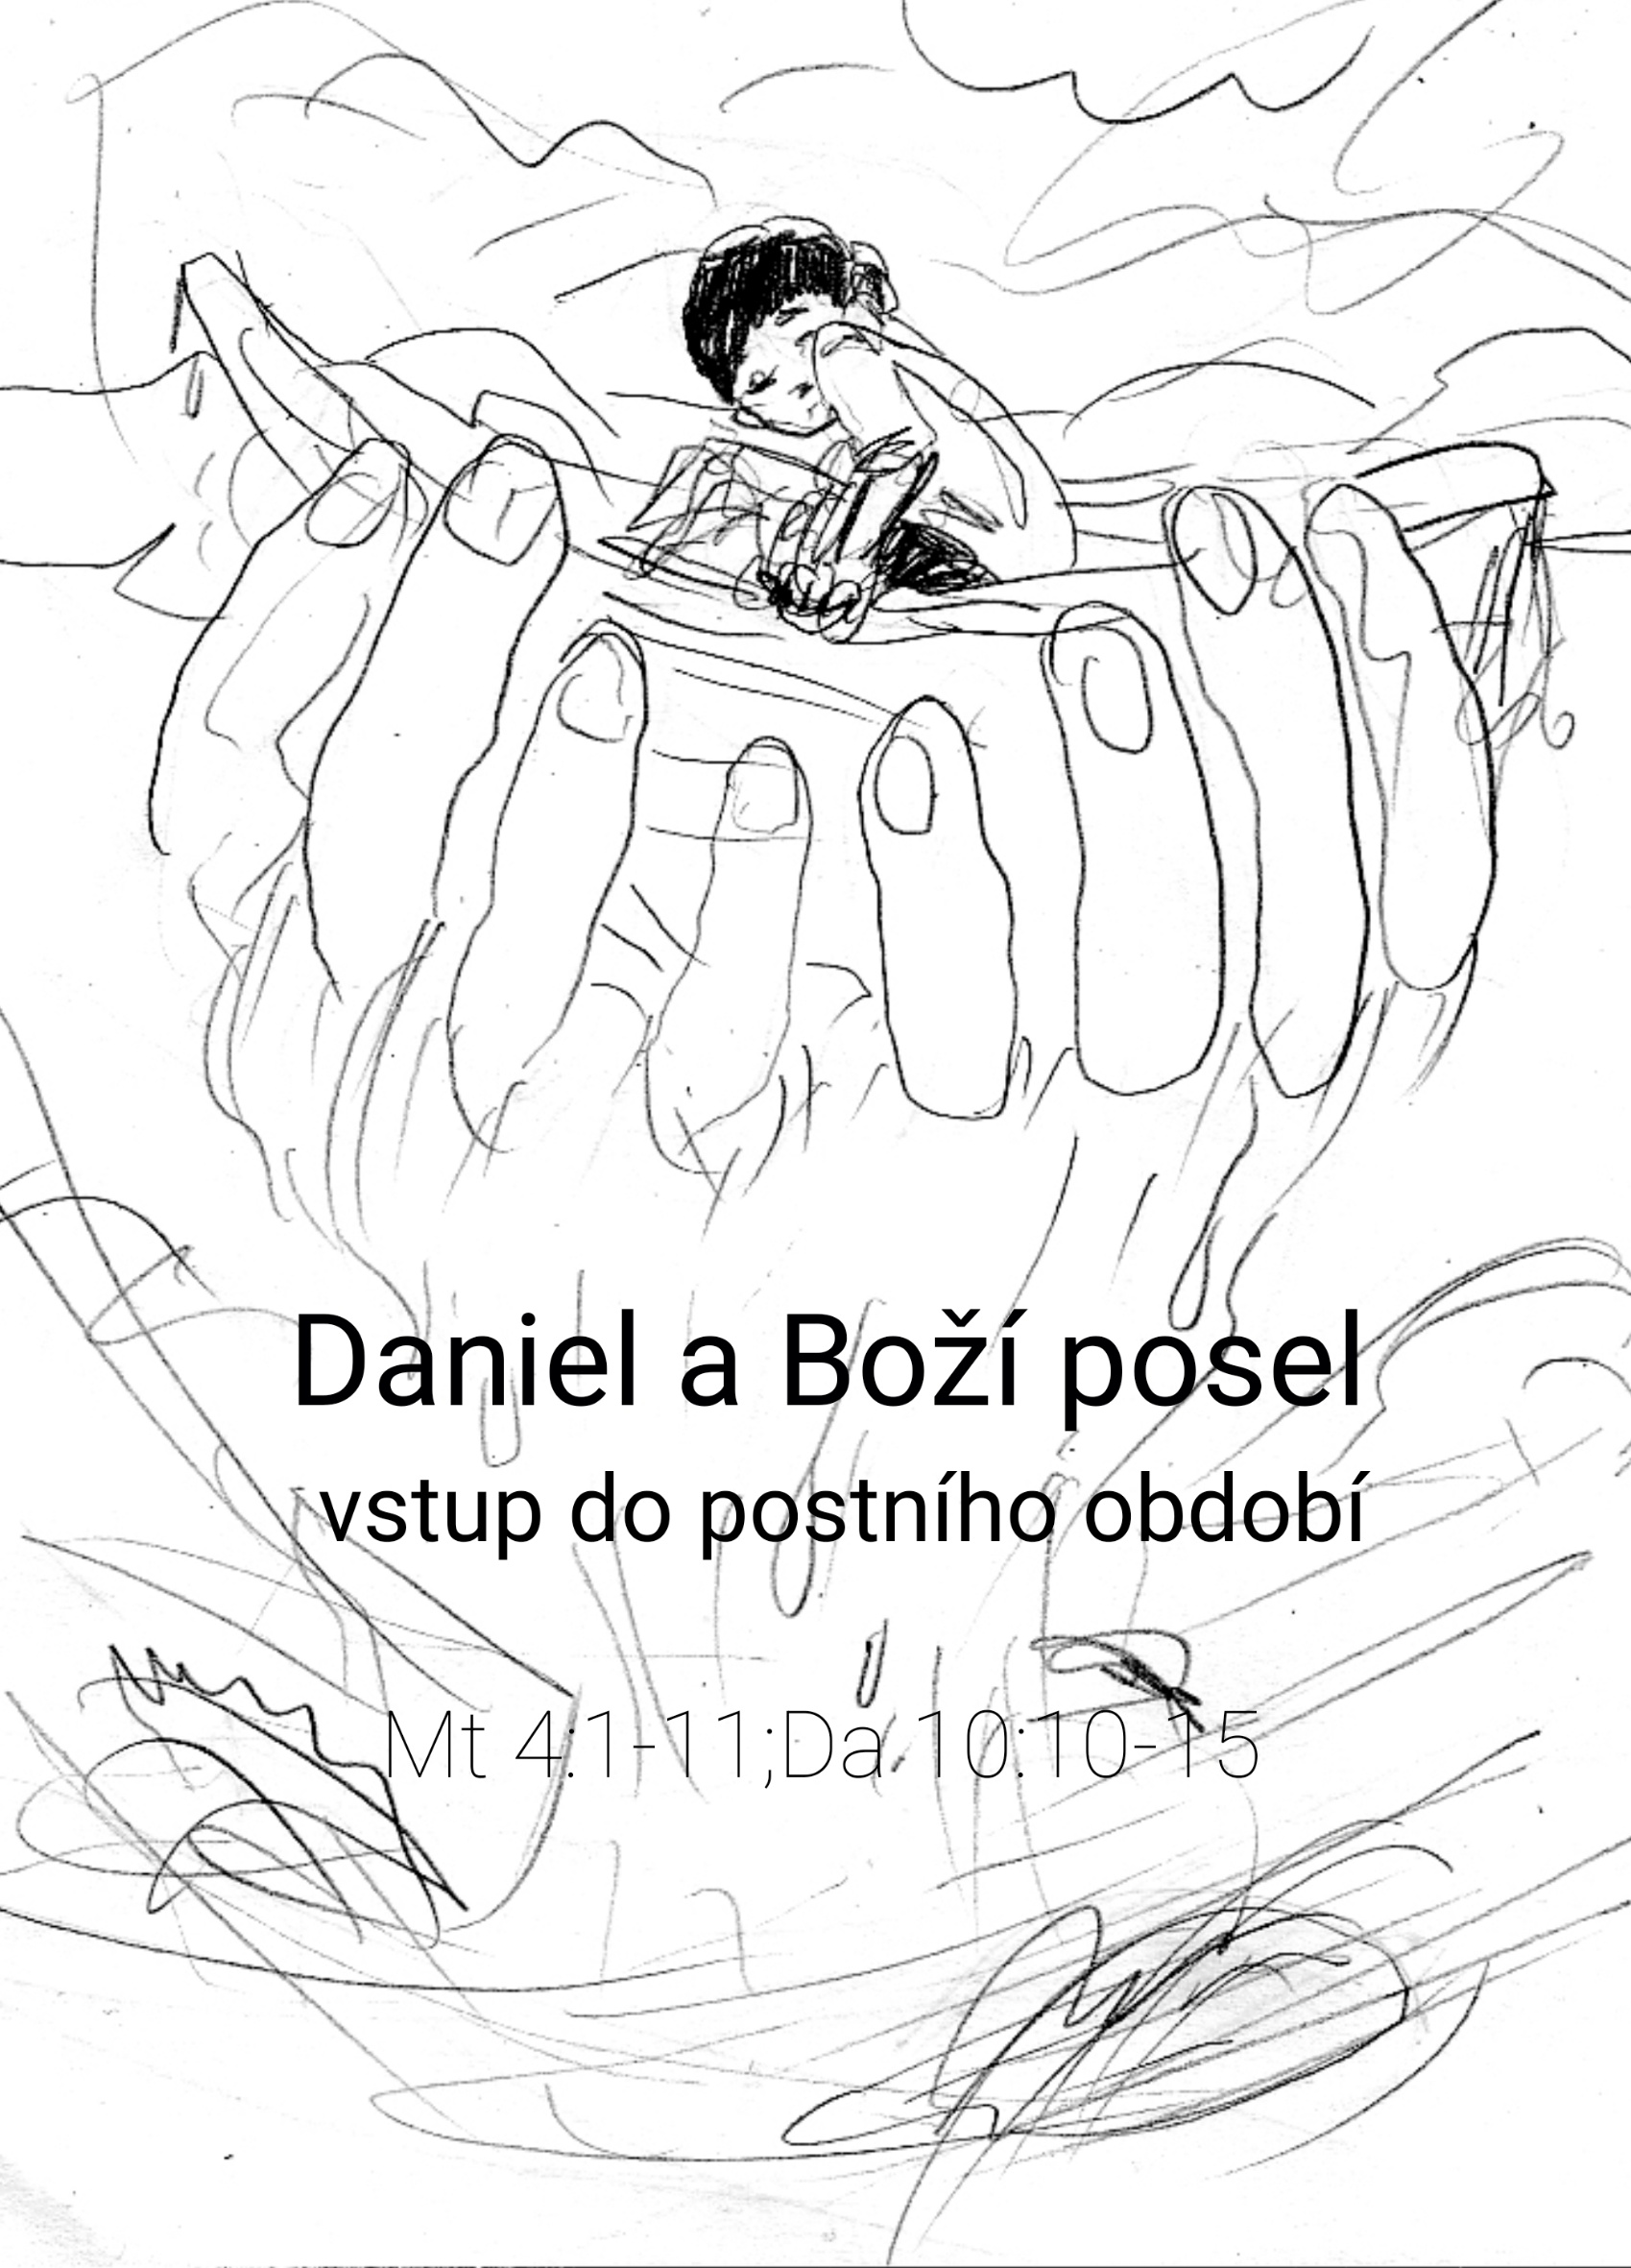 Daniel a Boží posel
vstup do postního období
Mt 4:1-11;Da 10:10-15